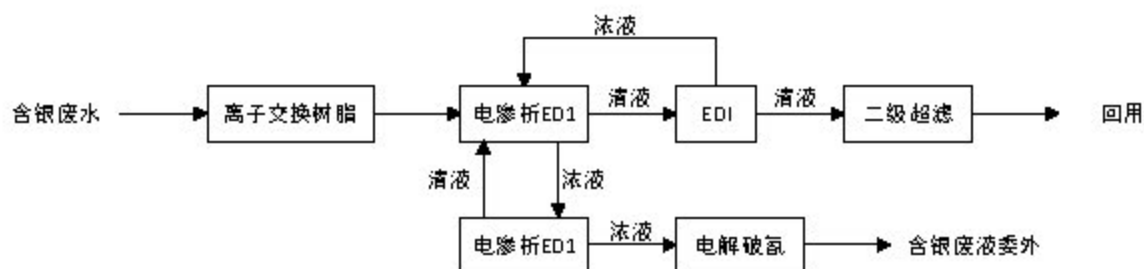 浓液
含银废水
离子交换树脂
电渗析ED1
清液
EDI
清液
二级超滤
回用
清液
浓液
电渗析ED1
浓液
电解破氰
含银废液委外